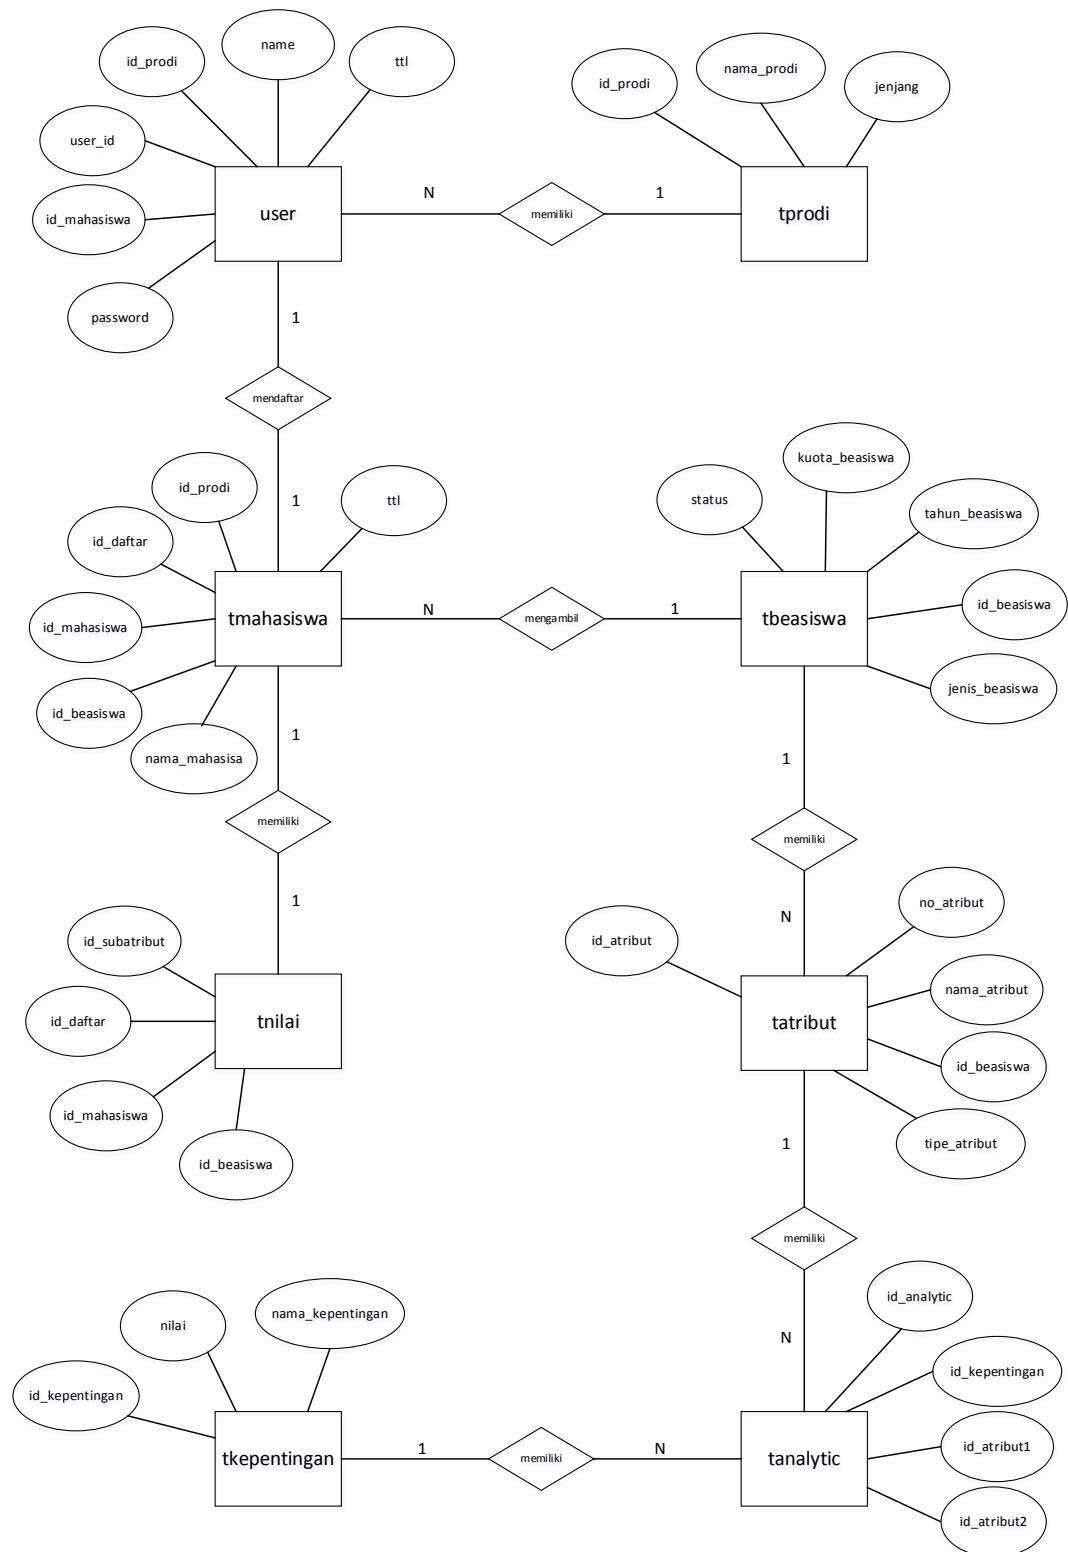 name
id_prodi
ttl
nama_prodi
id_prodi
jenjang
user_id
N
1
id_mahasiswa
user
memiliki
tprodi
password
1
mendaftar
kuota_beasiswa
id_prodi
ttl
status
tahun_beasiswa
id_daftar
1
N
1
id_beasiswa
id_mahasiswa
tmahasiswa
mengambil
tbeasiswa
id_beasiswa
jenis_beasiswa
1
nama_mahasisa
1
memiliki
memiliki
1
N
no_atribut
id_subatribut
id_atribut
nama_atribut
id_daftar
tnilai
tatribut
id_beasiswa
id_mahasiswa
1
tipe_atribut
id_beasiswa
memiliki
id_analytic
nama_kepentingan
nilai
N
id_kepentingan
id_kepentingan
1
N
id_atribut1
tkepentingan
memiliki
tanalytic
id_atribut2